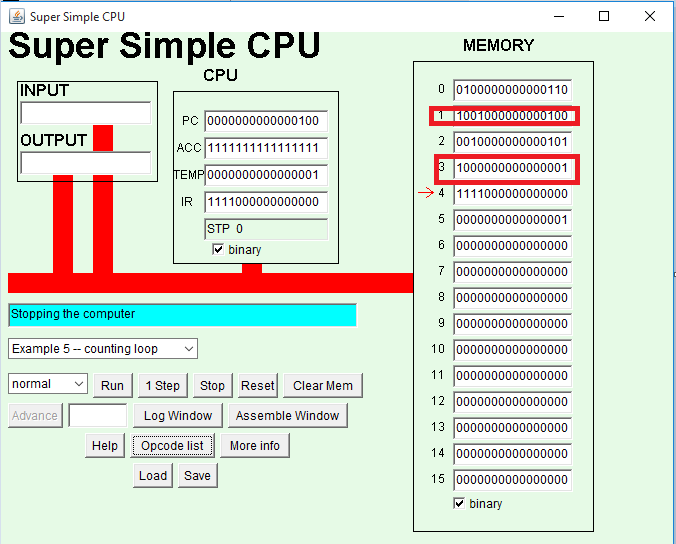 Super Simple CPU
Super Simple CPU
MEMORY
CPU
INPUT
OUTPUT
PC 0000000000000100
ACC 1111111111111111
TEMP 0000000000000001
IR 1111000000000000
STP 0
binary
0 0100000000000110
1 1001000000000100
2 0010000000000101
3 1000000000000001
4 1111000000000000
5 0000000000000001
6 0000000000000000
7 0000000000000000
8 0000000000000000
9 0000000000000000
10 0000000000000000
11 0000000000000000
12 0000000000000000
13 0000000000000000
14 0000000000000000
15 0000000000000000
binary
Stopping the computer
Example 5 -- counting loop
normal Run 1 Step Stop Reset Clear Mem
Advance Log Window Assemble Window
Help Opcode list More info
Load Save